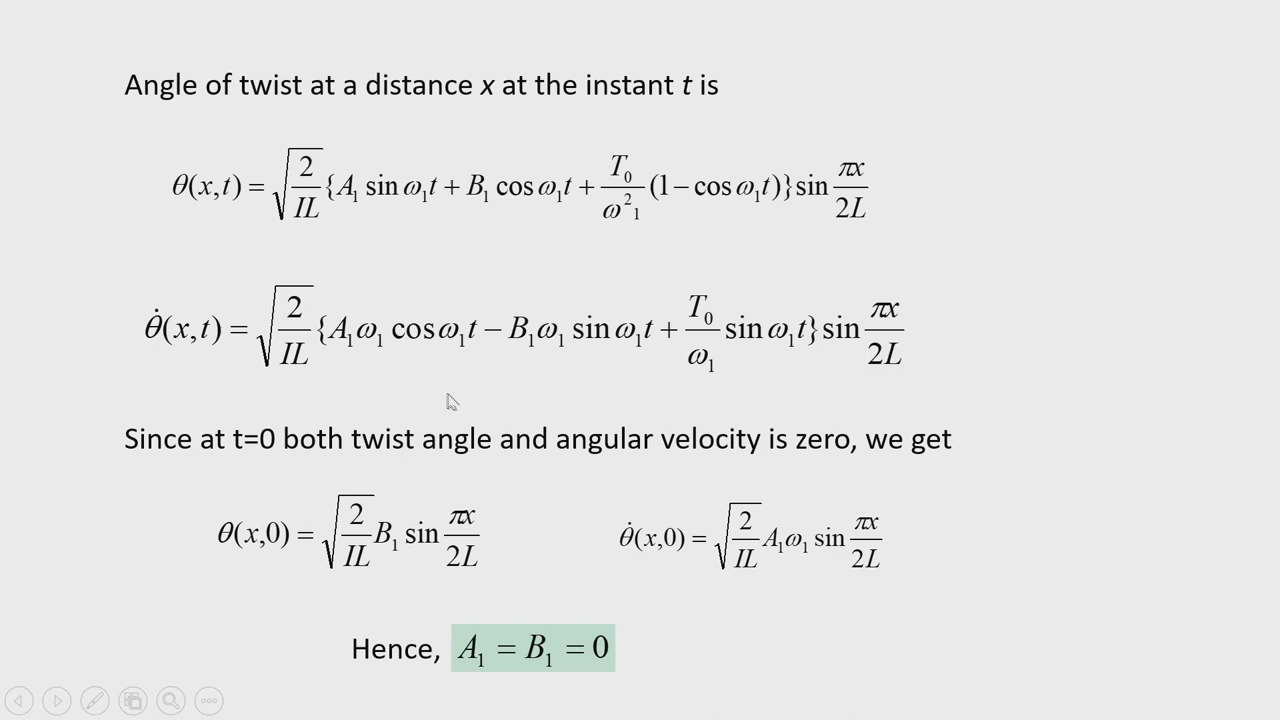 Angle of twist at a distance x at the instant t is
θ(x,t) = √(2/IL) {A₁ sin ω₁t + B₁ cos ω₁t + T₀/ω²₁ (1 − cos ω₁t)} sin πx/2L
θ̇(x,t) = √(2/IL) {A₁ω₁ cos ω₁t − B₁ω₁ sin ω₁t + T₀/ω₁ sin ω₁t} sin πx/2L
Since at t=0 both twist angle and angular velocity is zero, we get
θ(x,0) = √(2/IL) B₁ sin πx/2L θ̇(x,0) = √(2/IL) A₁ω₁ sin πx/2L
Hence, A₁ = B₁ = 0